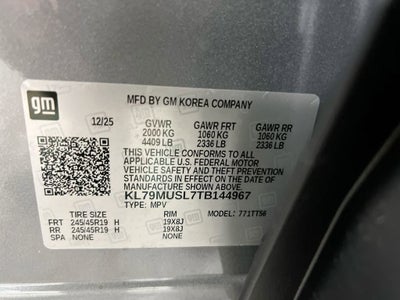 gm
MFD BY GM KOREA COMPANY
12/25 GVWR GAWR FRT GAWR RR
2000 KG 1060 KG 1060 KG
4409 LB 2336 LB 2336 LB
THIS VEHICLE CONFORMS TO ALL
APPLICABLE U.S. FEDERAL MOTOR
VEHICLE SAFETY AND THEFT PREVENTION
STANDARDS IN EFFECT ON THE DATE OF
MANUFACTURE SHOWN ABOVE.
KL79MUSL7TB144967
TYPE: MPV MODEL: 771TT56
TIRE SIZE RIM
FRT 245/45R19 H 19X8J
RR 245/45R19 H 19X8J
SPA NONE NONE